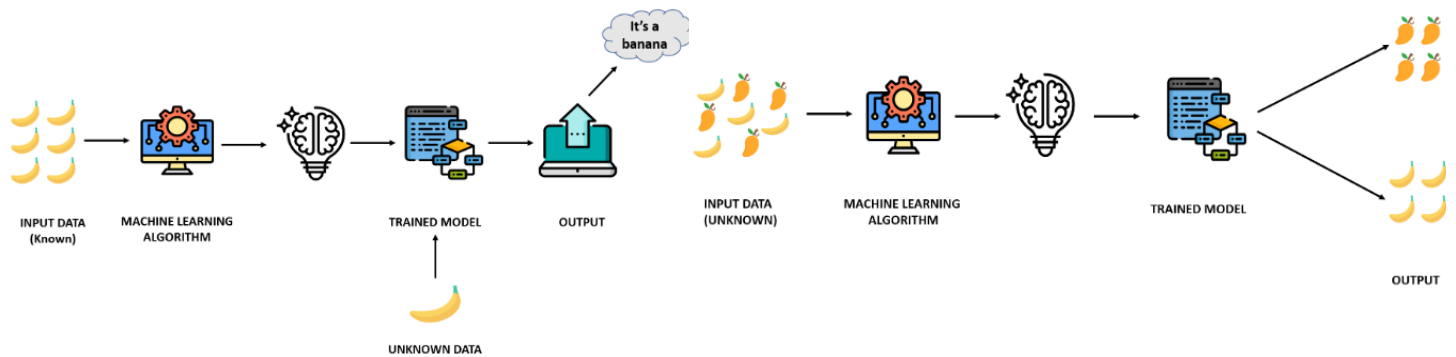 It's a
banana
INPUT DATA
(Known)
MACHINE LEARNING
ALGORITHM
TRAINED MODEL
OUTPUT
UNKNOWN DATA
INPUT DATA
(UNKNOWN)
MACHINE LEARNING
ALGORITHM
TRAINED MODEL
OUTPUT